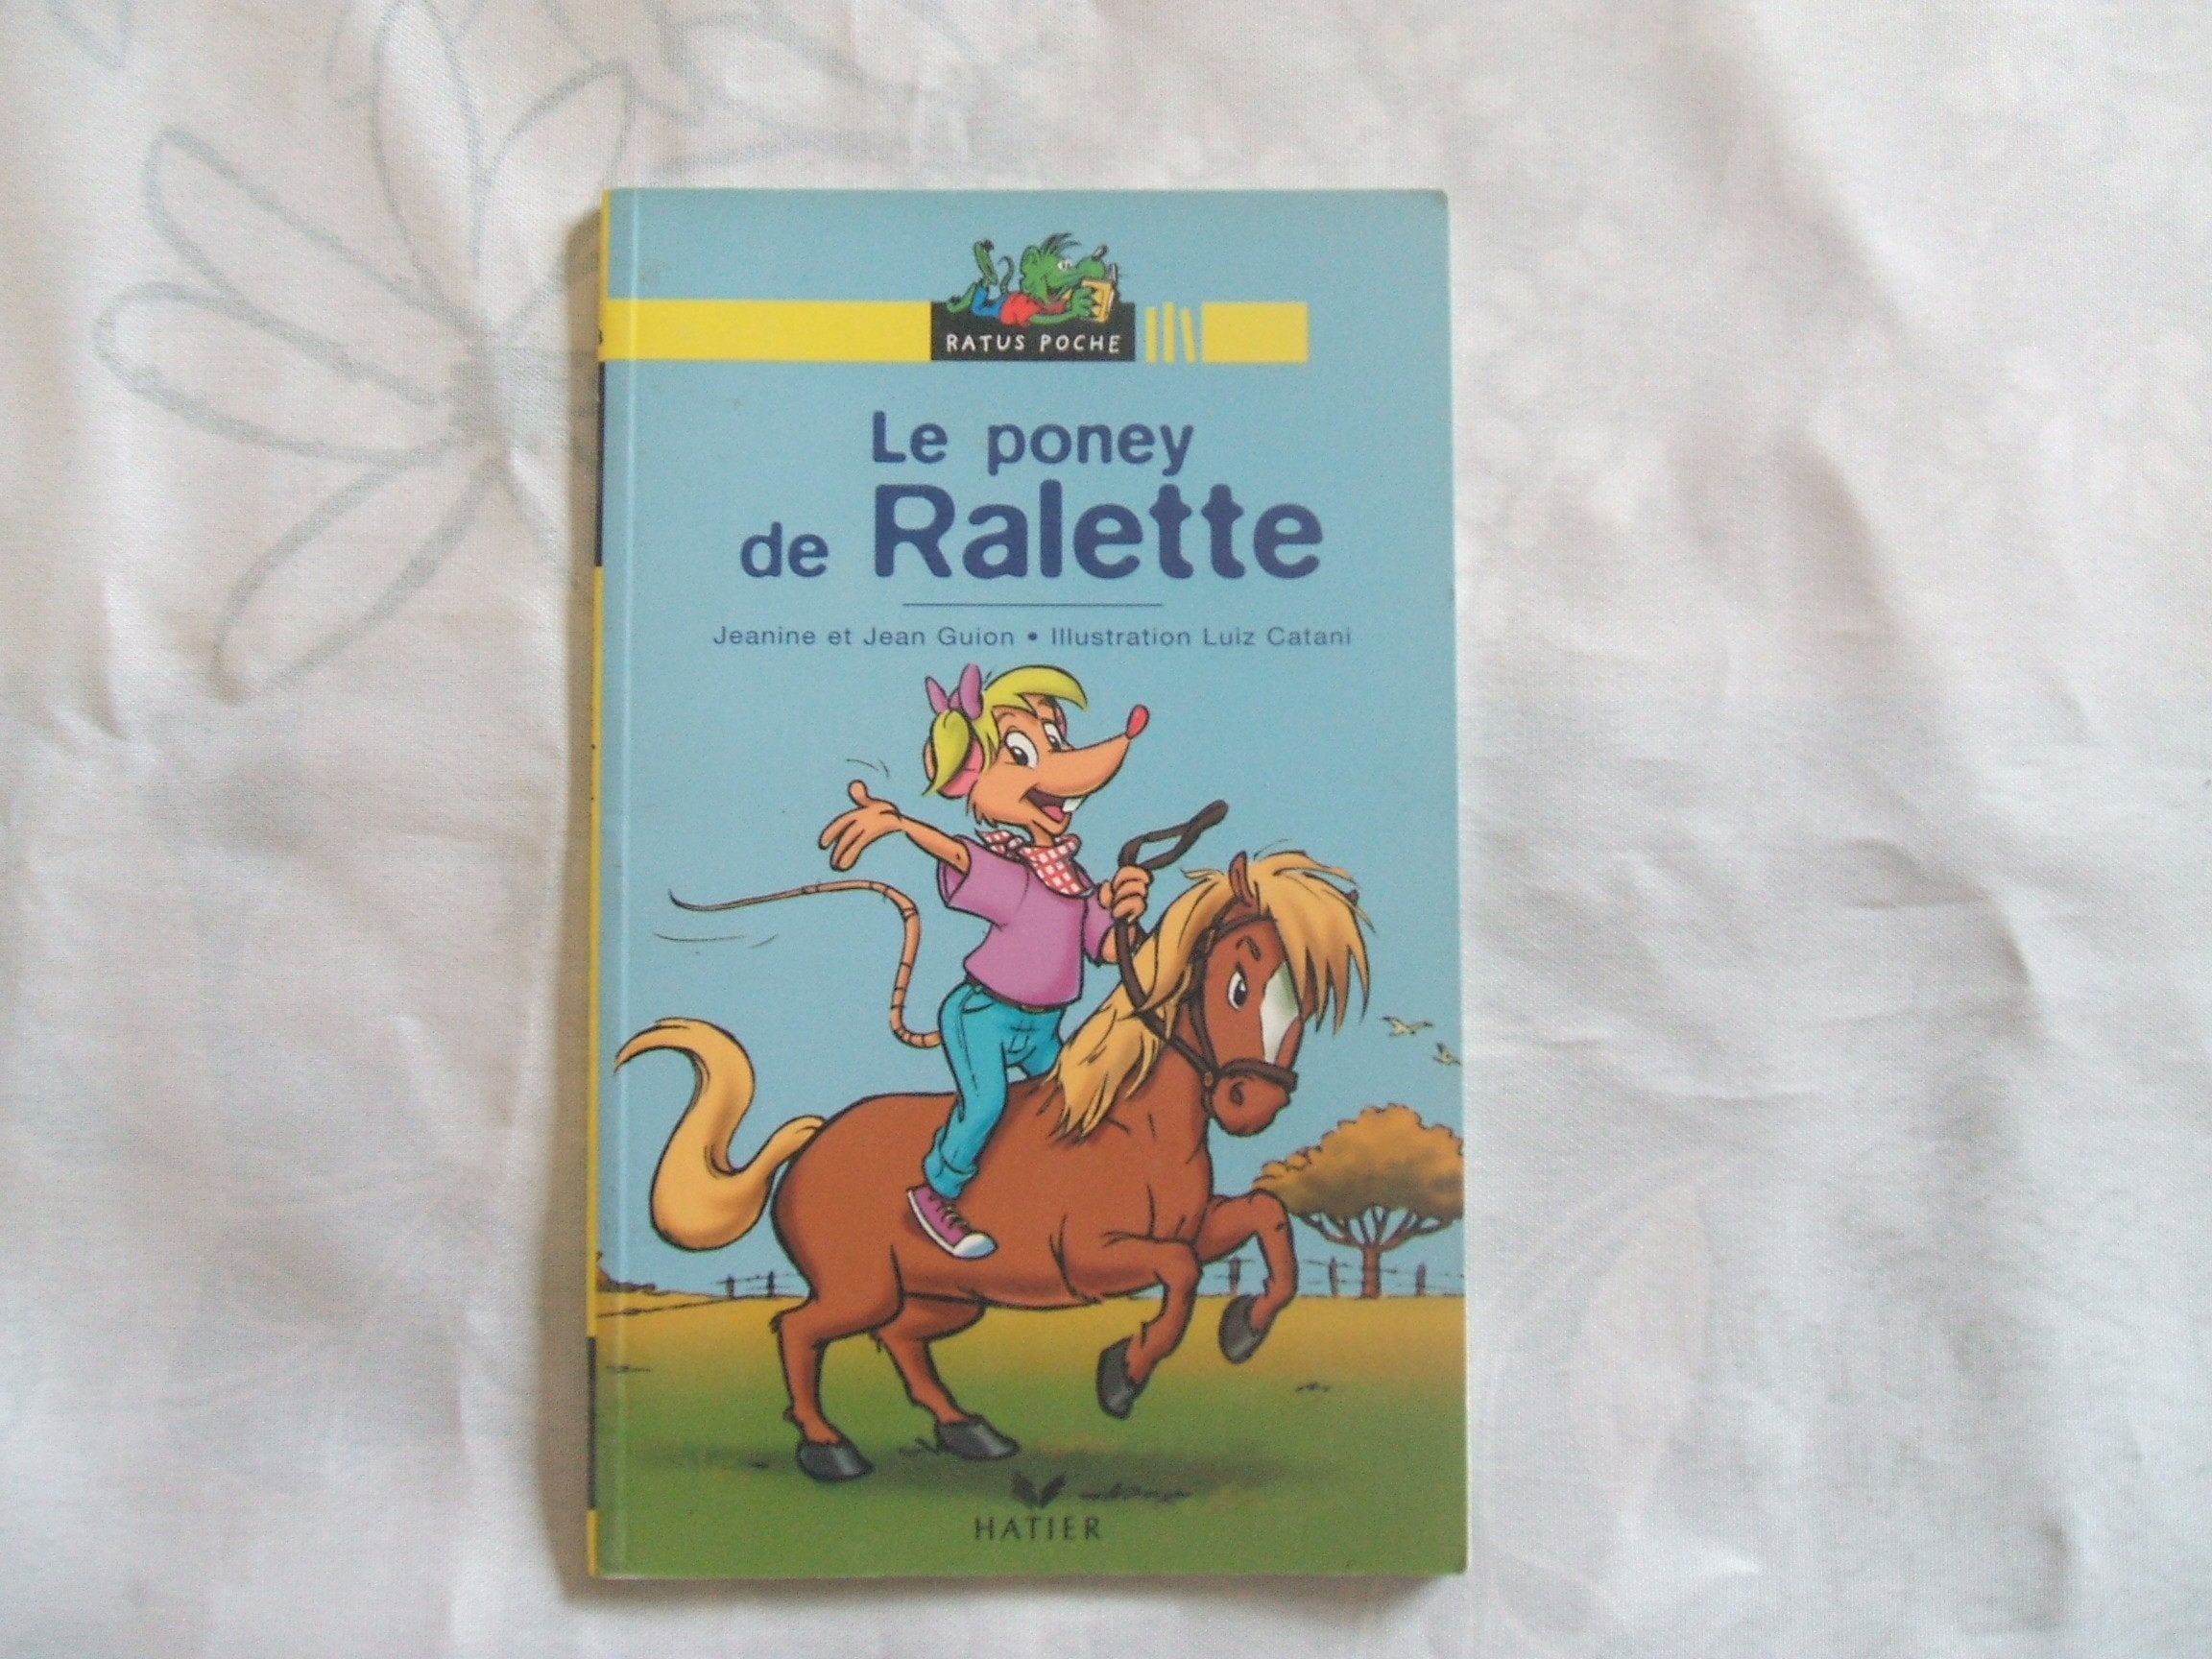 RATUS POCHE
Le poney
de Ralette
Jeanine et Jean Guion • Illustration Luiz Catani
HATIER